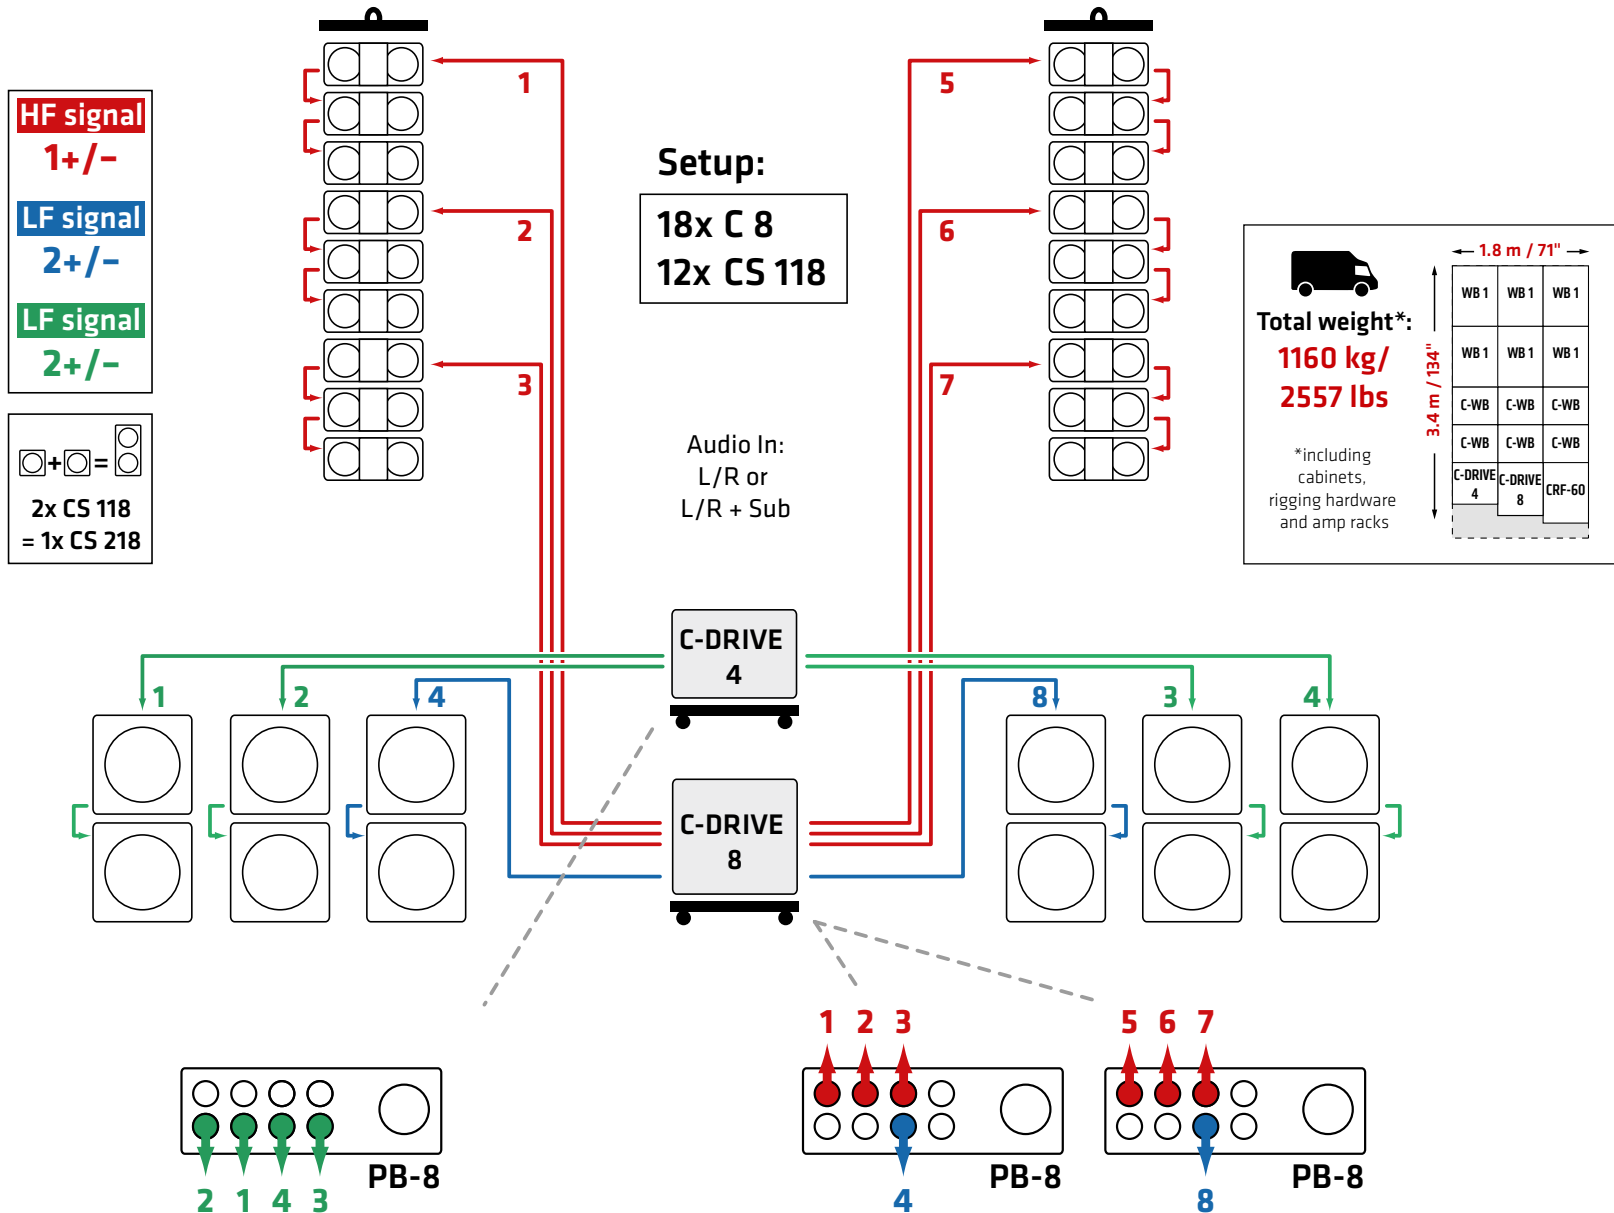 HF signal
1+/-
LF signal
2+/-
LF signal
2+/-
+ =
2x CS 118
= 1x CS 218
1
2
3
5
6
7
Setup:
18x C 8
12x CS 118
Audio In:
L/R or
L/R + Sub
Total weight*:
1160 kg/
2557 lbs
*including
cabinets,
rigging hardware
and amp racks
1.8 m / 71"
3.4 m / 134"
WB 1 WB 1 WB 1
WB 1 WB 1 WB 1
C-WB C-WB C-WB
C-WB C-WB C-WB
C-DRIVE
4
C-DRIVE
8
CRF-60
C-DRIVE
4
1 2 4
8 3 4
C-DRIVE
8
1 2 3
5 6 7
PB-8
2 1 4 3
PB-8
4
PB-8
8